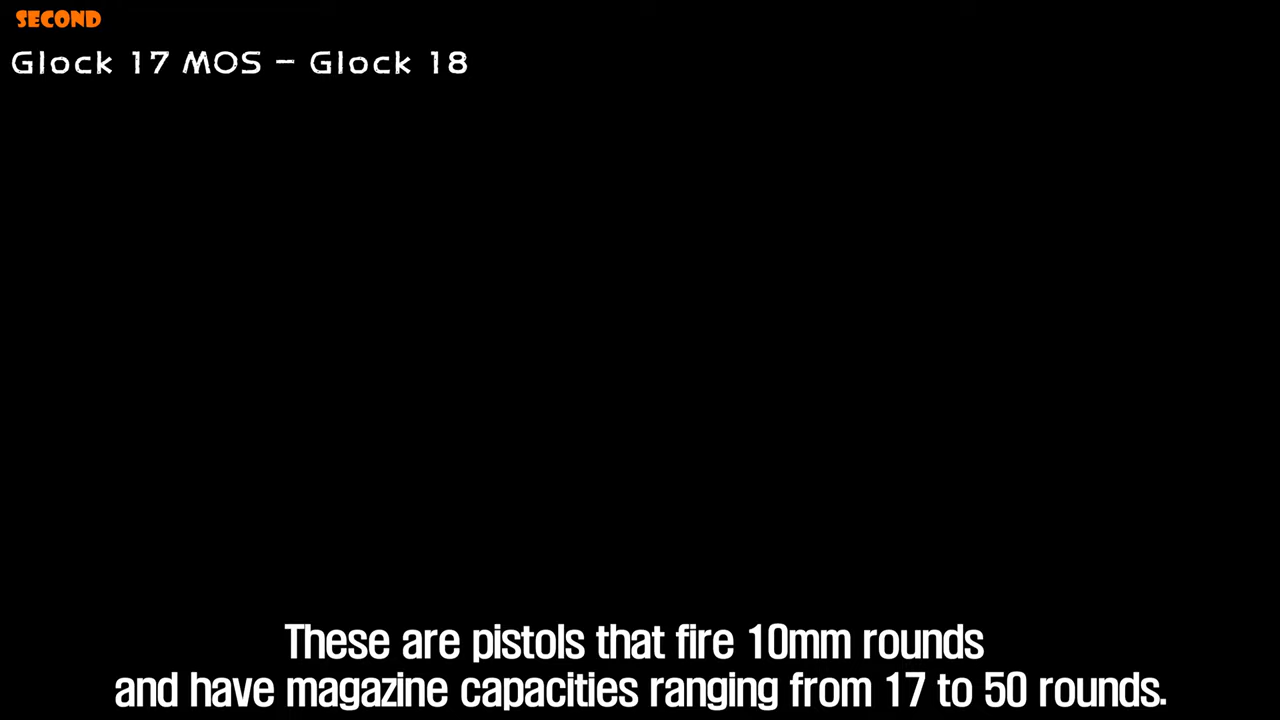 SECOND
Glock 17 MOS – Glock 18
These are pistols that fire 10mm rounds
and have magazine capacities ranging from 17 to 50 rounds.